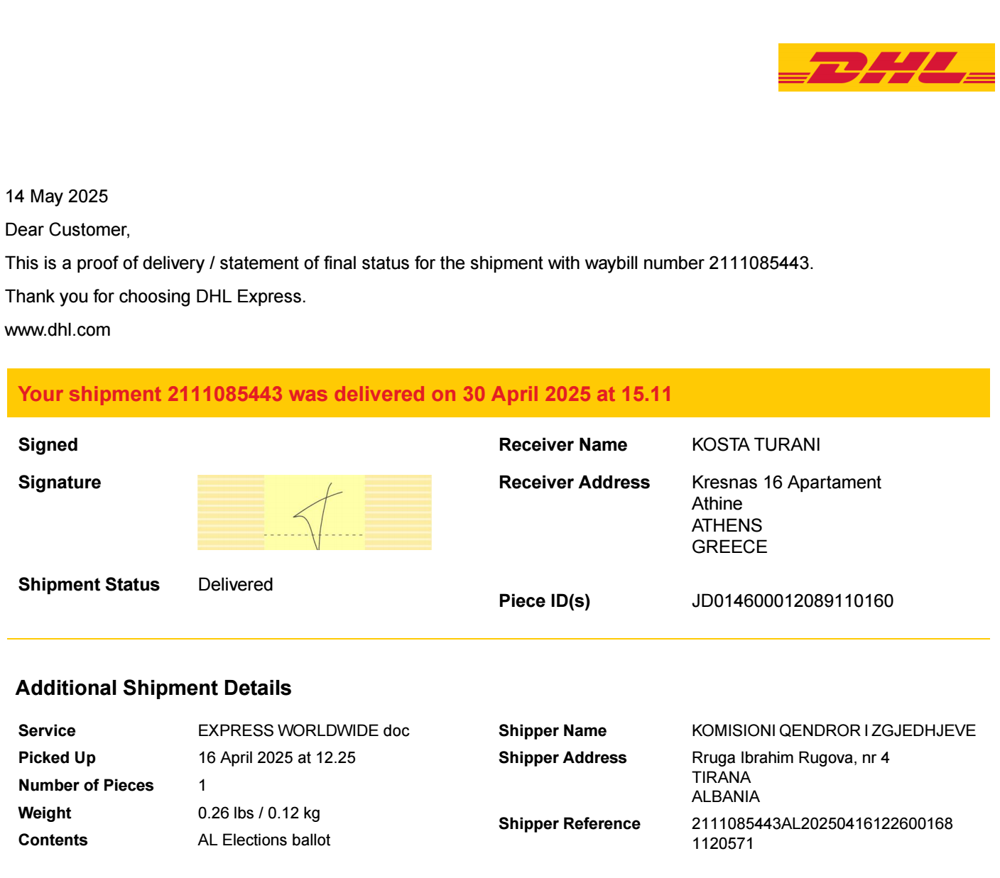 DHL
14 May 2025
Dear Customer,
This is a proof of delivery / statement of final status for the shipment with waybill number 2111085443.
Thank you for choosing DHL Express.
www.dhl.com
Your shipment 2111085443 was delivered on 30 April 2025 at 15.11
Signed
Receiver Name KOSTA TURANI
Signature
Receiver Address Kresnas 16 Apartament
Athine
ATHENS
GREECE
Shipment Status Delivered
Piece ID(s) JD014600012089110160
Additional Shipment Details
Service EXPRESS WORLDWIDE doc
Shipper Name KOMISIONI QENDROR I ZGJEDHJEVE
Picked Up 16 April 2025 at 12.25
Shipper Address Rruga Ibrahim Rugova, nr 4
TIRANA
ALBANIA
Number of Pieces 1
Weight 0.26 lbs / 0.12 kg
Shipper Reference 2111085443AL20250416122600168
1120571
Contents AL Elections ballot